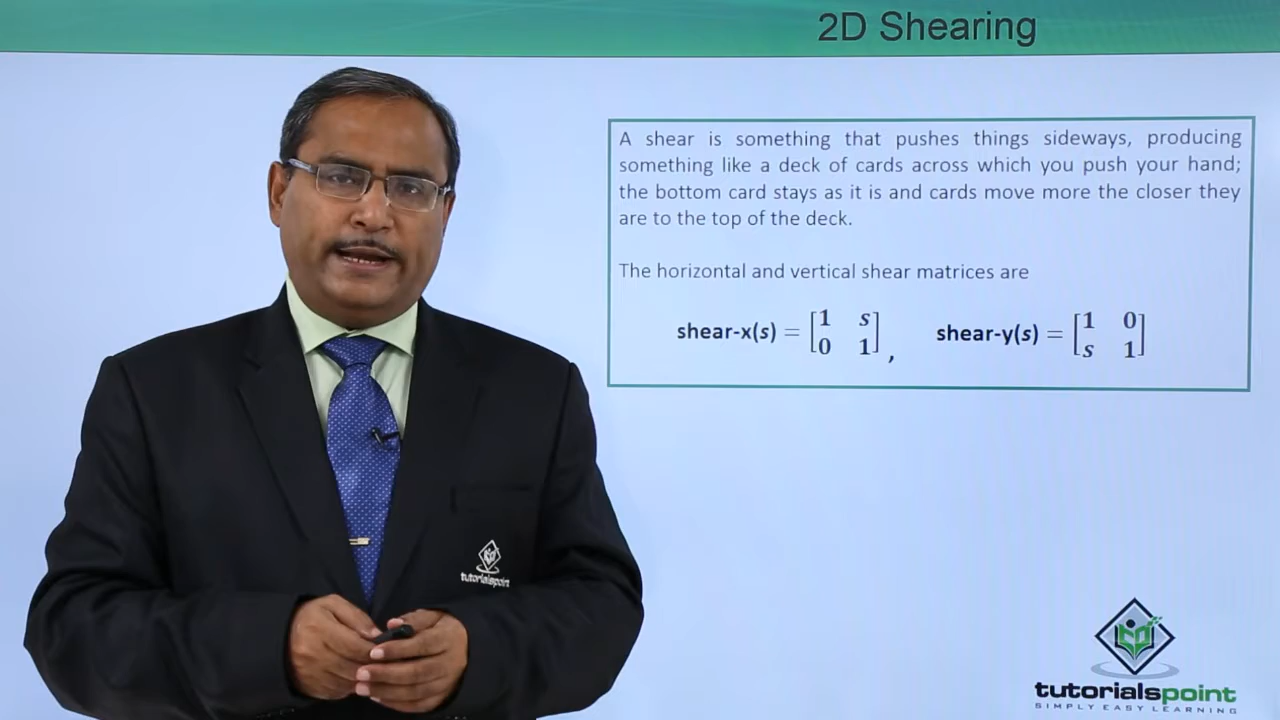 2D Shearing
A shear is something that pushes things sideways, producing
something like a deck of cards across which you push your hand;
the bottom card stays as it is and cards move more the closer they
are to the top of the deck.
The horizontal and vertical shear matrices are
shear-x(s) = [1 s
0 1], shear-y(s) = [1 0
s 1]
tutorialspoint
tutorialspoint
SIMPLY EASY LEARNING